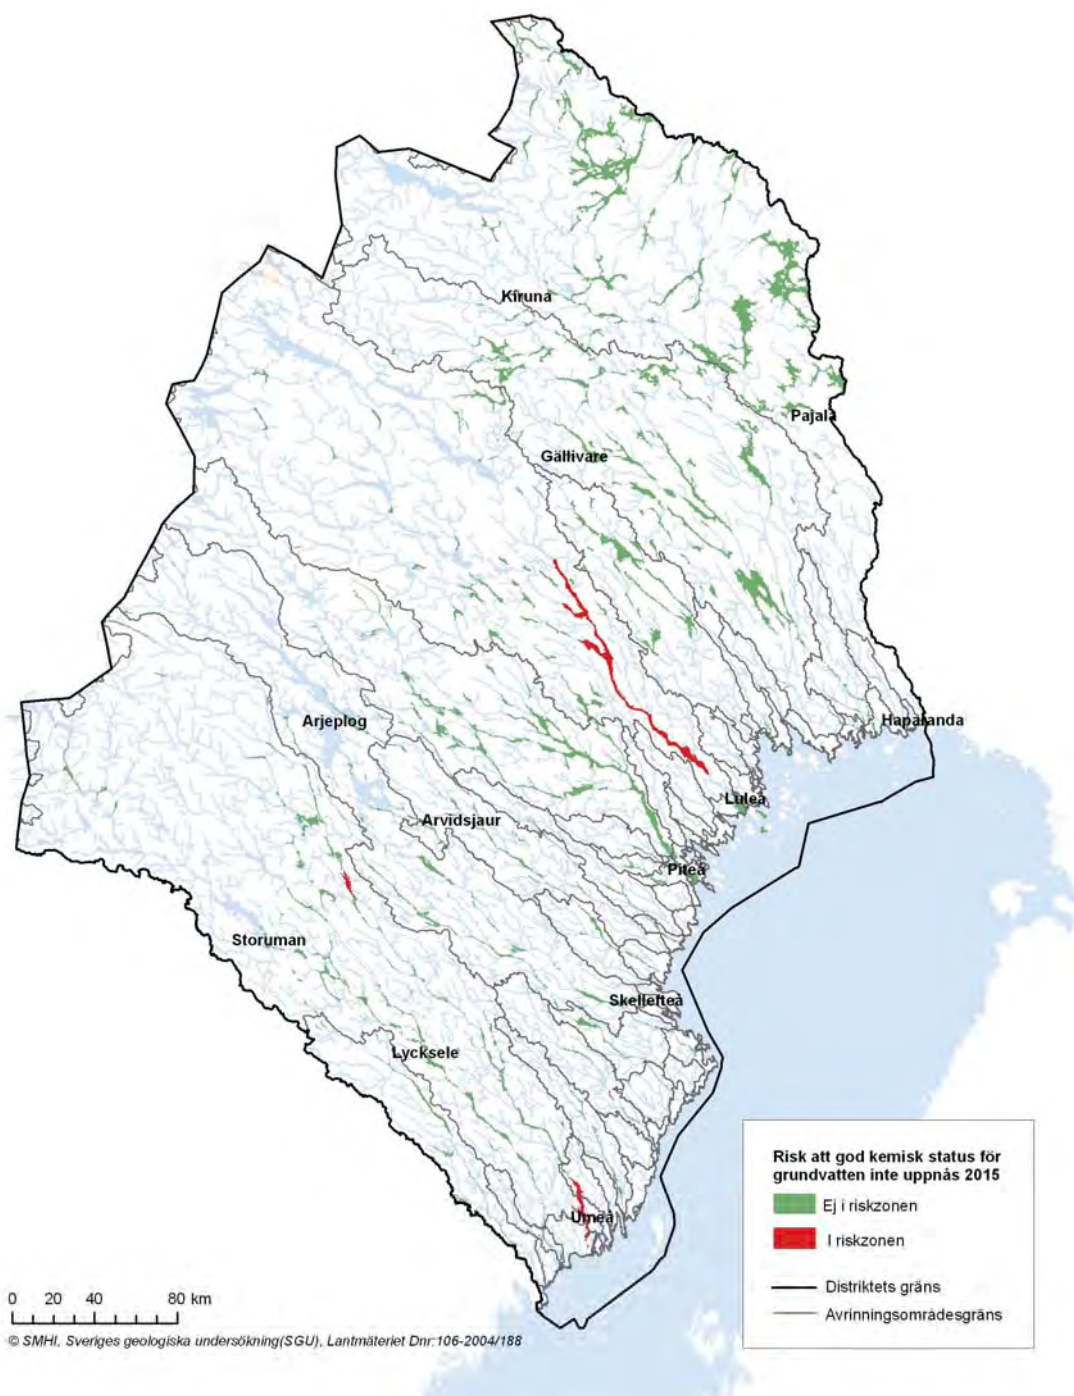 Kiruna
Pajala
Gällivare
Haparanda
Arjeplog
Luleå
Arvidsjaur
Piteå
Storuman
Skellefteå
Lycksele
Umeå
Risk att god kemisk status för
grundvatten inte uppnås 2015
Ej i riskzonen
I riskzonen
Distriktets gräns
Avrinningsområdesgräns
0 20 40 80 km
© SMHI, Sveriges geologiska undersökning(SGU), Lantmäteriet Dnr:106-2004/188